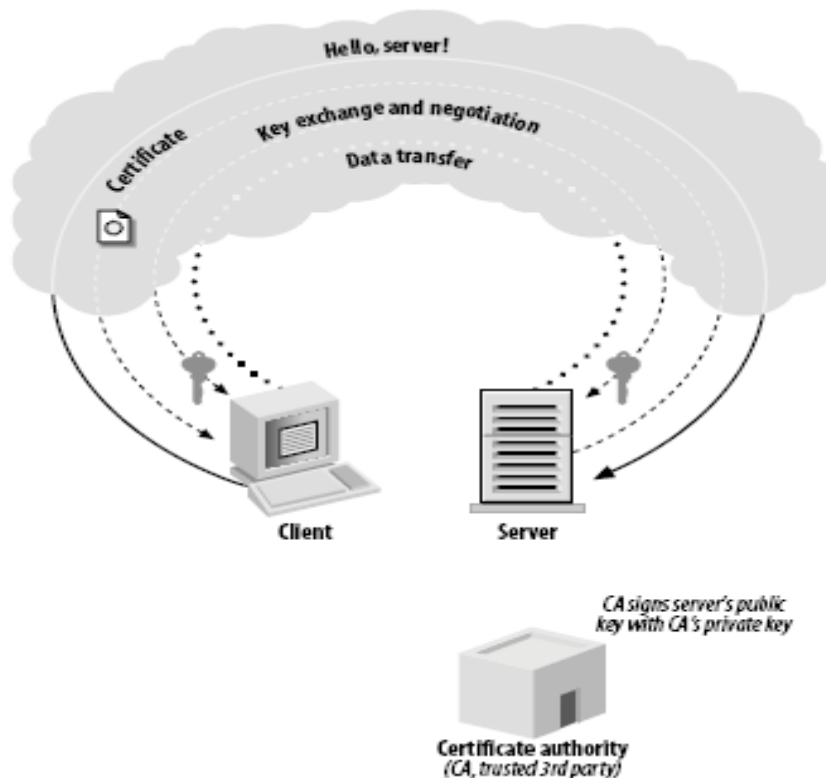 Hello, server!
Key exchange and negotiation
Certificate
Data transfer
Client
Server
CA signs server's public
key with CA's private key
Certificate authority
(CA, trusted 3rd party)